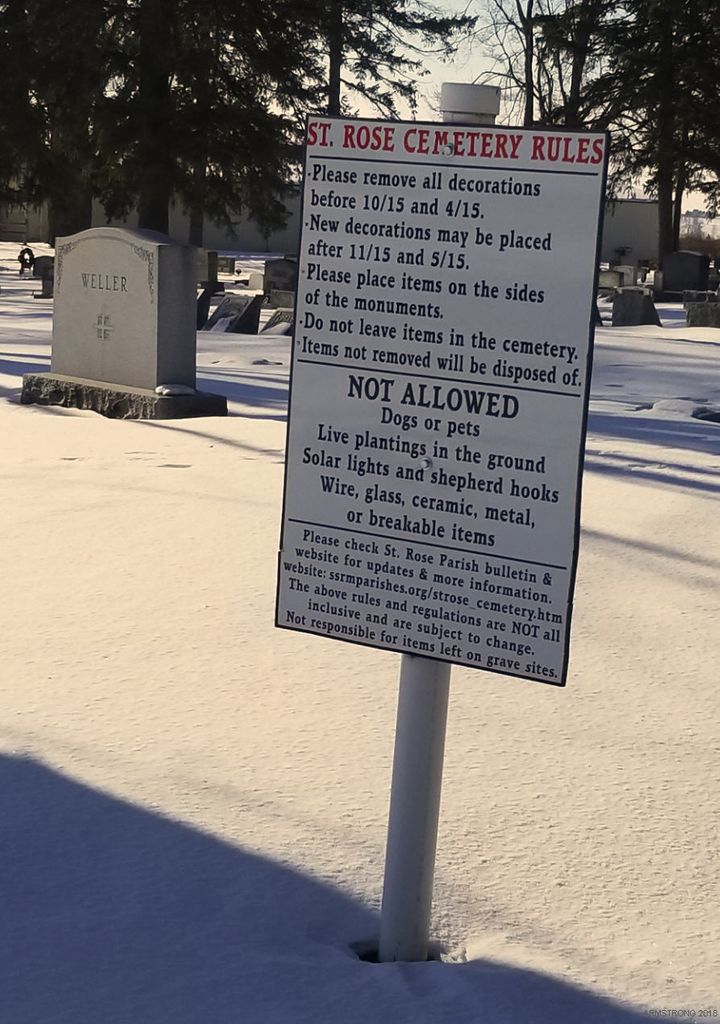 ST. ROSE CEMETERY RULES
·Please remove all decorations
before 10/15 and 4/15.
·New decorations may be placed
after 11/15 and 5/15.
·Please place items on the sides
of the monuments.
·Do not leave items in the cemetery.
·Items not removed will be disposed of.
NOT ALLOWED
Dogs or pets
Live plantings in the ground
Solar lights and shepherd hooks
Wire, glass, ceramic, metal,
or breakable items
Please check St. Rose Parish bulletin &
website for updates & more information.
website: ssrmparishes.org/strose_cemetery.htm
The above rules and regulations are NOT all
inclusive and are subject to change.
Not responsible for items left on grave sites.
WELLER
ARMSTRONG 2018